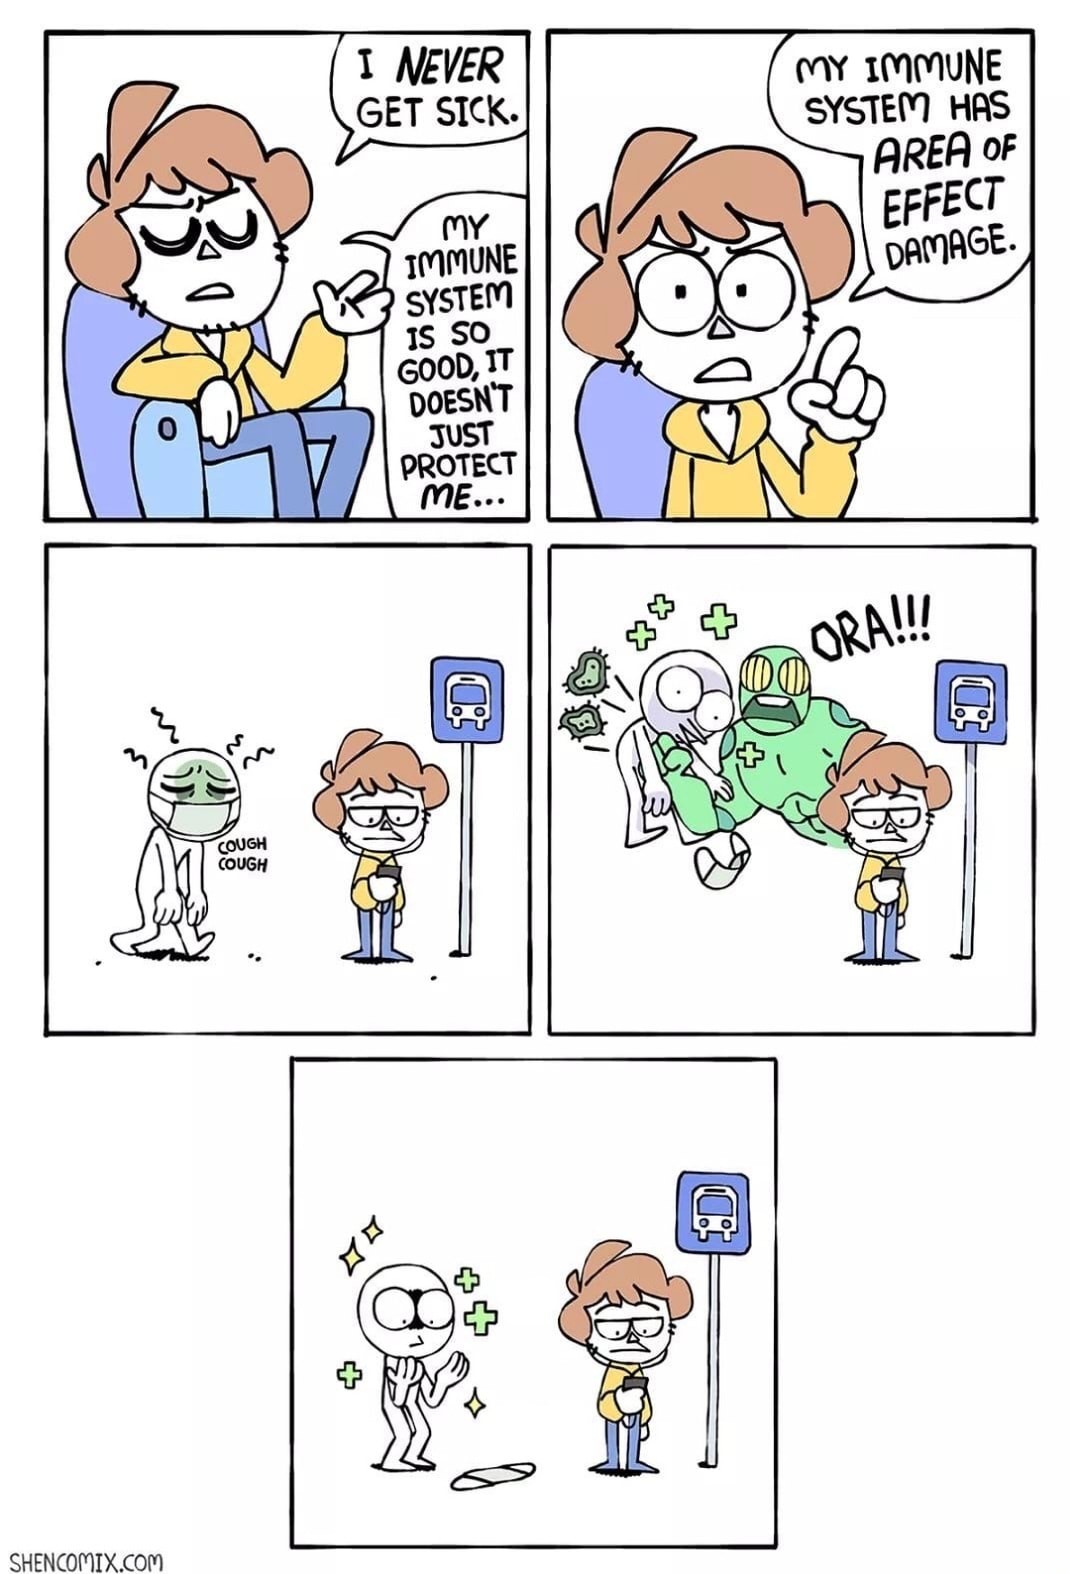 I NEVER
GET SICK.
MY
IMMUNE
SYSTEM
IS SO
GOOD, IT
DOESN'T
JUST
PROTECT
ME...
MY IMMUNE
SYSTEM HAS
AREA OF
EFFECT
DAMAGE.
COUGH
COUGH
ORA!!!
SHENCOMIX.COM